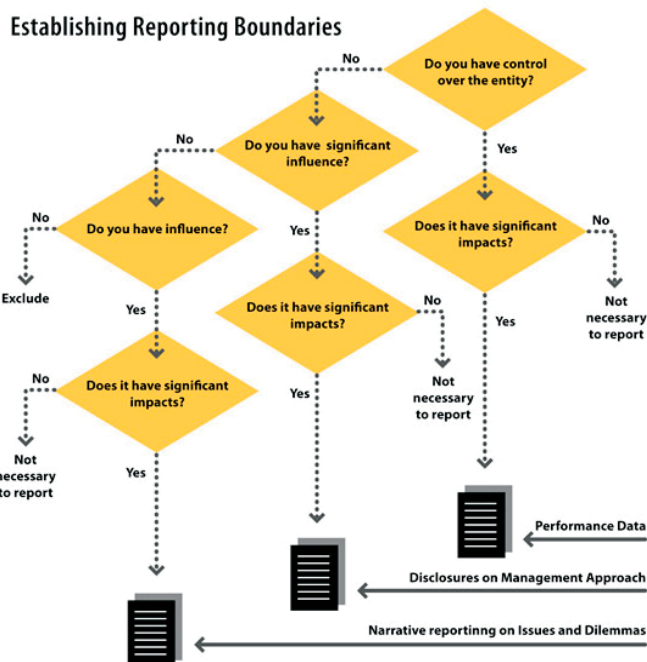 Establishing Reporting Boundaries
Do you have control
over the entity?
No
Yes
Do you have significant
influence?
No
Yes
Does it have significant
impacts?
No
Not
necessary
to report
Yes
Do you have influence?
No
Exclude
Yes
Does it have significant
impacts?
No
Not
necessary
to report
Yes
Does it have significant
impacts?
No
Not
necessary
to report
Yes
Performance Data
Disclosures on Management Approach
Narrative reportinng on Issues and Dilemmas